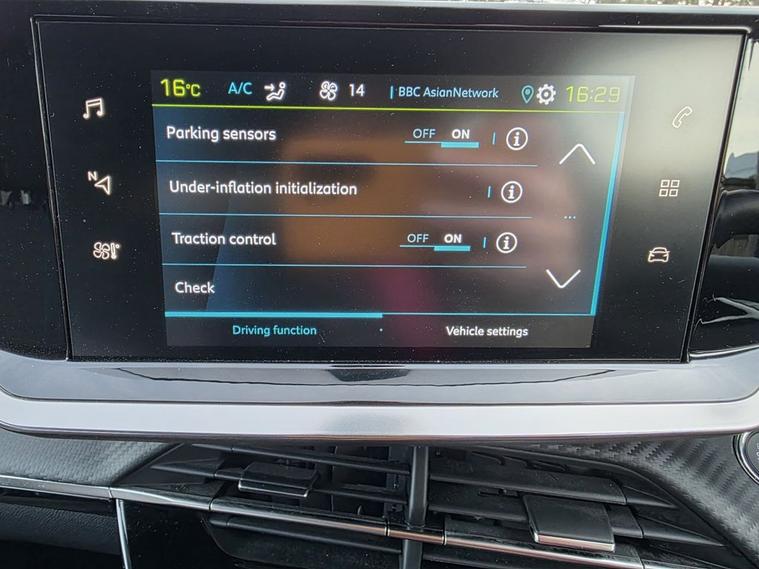 16°C A/C 14 BBC AsianNetwork 16:29
Parking sensors OFF ON
Under-inflation initialization
Traction control OFF ON
Check
Driving function Vehicle settings
N